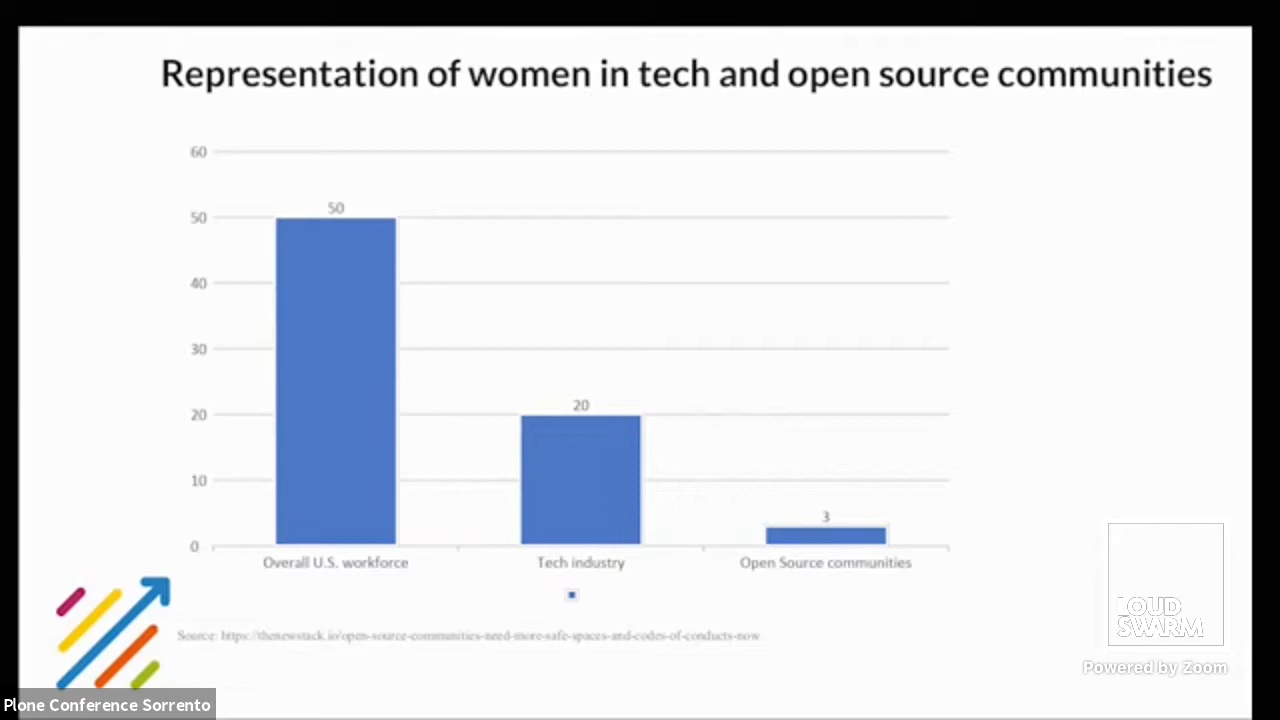 Representation of women in tech and open source communities
60
50
50
40
30
20
20
10
3
0
Overall U.S. workforce
Tech industry
Open Source communities
Source: https://thenewstack.io/open-source-communities-need-more-safe-spaces-and-codes-of-conducts-now
LOUD
SWARM
Powered by Zoom
Plone Conference Sorrento